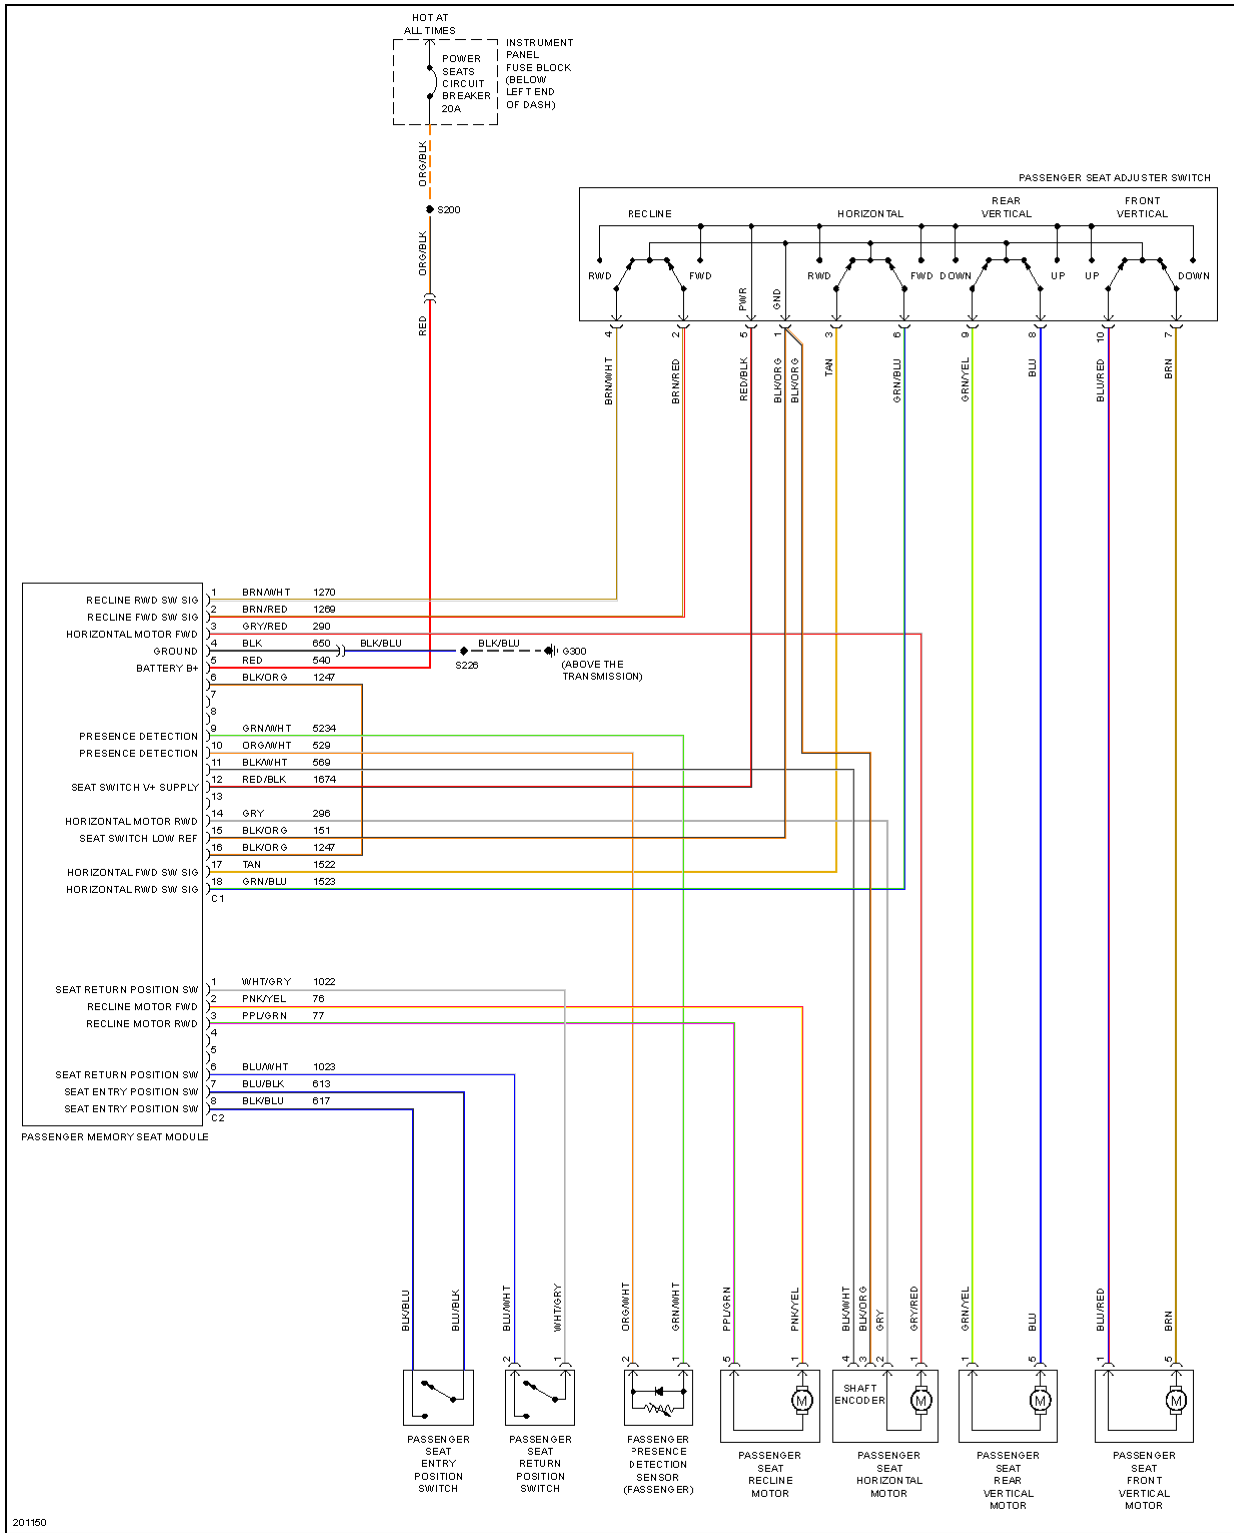 HOT AT
ALL TIMES
POWER
SEATS
CIRCUIT
BREAKER
20A
INSTRUMENT
PANEL
FUSE BLOCK
(BELOW
LEFT END
OF DASH)
ORG/BLK
S200
ORG/BLK
RED
PASSENGER SEAT ADJUSTER SWITCH
RECLINE
HORIZONTAL
REAR
VERTICAL
FRONT
VERTICAL
RWD
FWD
PWR
GND
RWD
FWD
DOWN
UP
UP
DOWN
4
2
5
1
3
6
9
8
10
7
BRN/WHT
BRN/RED
RED/BLK
BLK/ORG
BLK/ORG
TAN
GRN/BLU
GRN/YEL
BLU
BLU/RED
BRN
RECLINE RWD SW SIG 1 BRN/WHT 1270
RECLINE FWD SW SIG 2 BRN/RED 1269
HORIZONTAL MOTOR FWD 3 GRY/RED 290
GROUND 4 BLK 650 BLK/BLU BLK/BLU
S226
G300
(ABOVE THE
TRANSMISSION)
BATTERY B+ 5 RED 540
6 BLK/ORG 1247
7
8
PRESENCE DETECTION 9 GRN/WHT 5234
PRESENCE DETECTION 10 ORG/WHT 529
11 BLK/WHT 569
SEAT SWITCH V+ SUPPLY 12 RED/BLK 1674
13
HORIZONTAL MOTOR RWD 14 GRY 296
SEAT SWITCH LOW REF 15 BLK/ORG 151
16 BLK/ORG 1247
HORIZONTAL FWD SW SIG 17 TAN 1522
HORIZONTAL RWD SW SIG 18 GRN/BLU 1523
C1
SEAT RETURN POSITION SW 1 WHT/GRY 1022
RECLINE MOTOR FWD 2 PNK/YEL 76
RECLINE MOTOR RWD 3 PPL/GRN 77
4
5
SEAT RETURN POSITION SW 6 BLU/WHT 1023
SEAT ENTRY POSITION SW 7 BLU/BLK 613
SEAT ENTRY POSITION SW 8 BLK/BLU 617
C2
PASSENGER MEMORY SEAT MODULE
BLK/BLU
BLU/BLK
BLU/WHT
WHT/GRY
ORG/WHT
GRN/WHT
PPL/GRN
PNK/YEL
BLK/WHT
BLK/ORG
GRY
GRY/RED
GRN/YEL
BLU
BLU/RED
BRN
2
1
2
1
5
1
4
3
2
1
1
5
1
5
SHAFT
ENCODER
M
M
M
M
PASSENGER
SEAT
ENTRY
POSITION
SWITCH
PASSENGER
SEAT
RETURN
POSITION
SWITCH
PASSENGER
PRESENCE
DETECTION
SENSOR
(PASSENGER)
PASSENGER
SEAT
RECLINE
MOTOR
PASSENGER
SEAT
HORIZONTAL
MOTOR
PASSENGER
SEAT
REAR
VERTICAL
MOTOR
PASSENGER
SEAT
FRONT
VERTICAL
MOTOR
201150